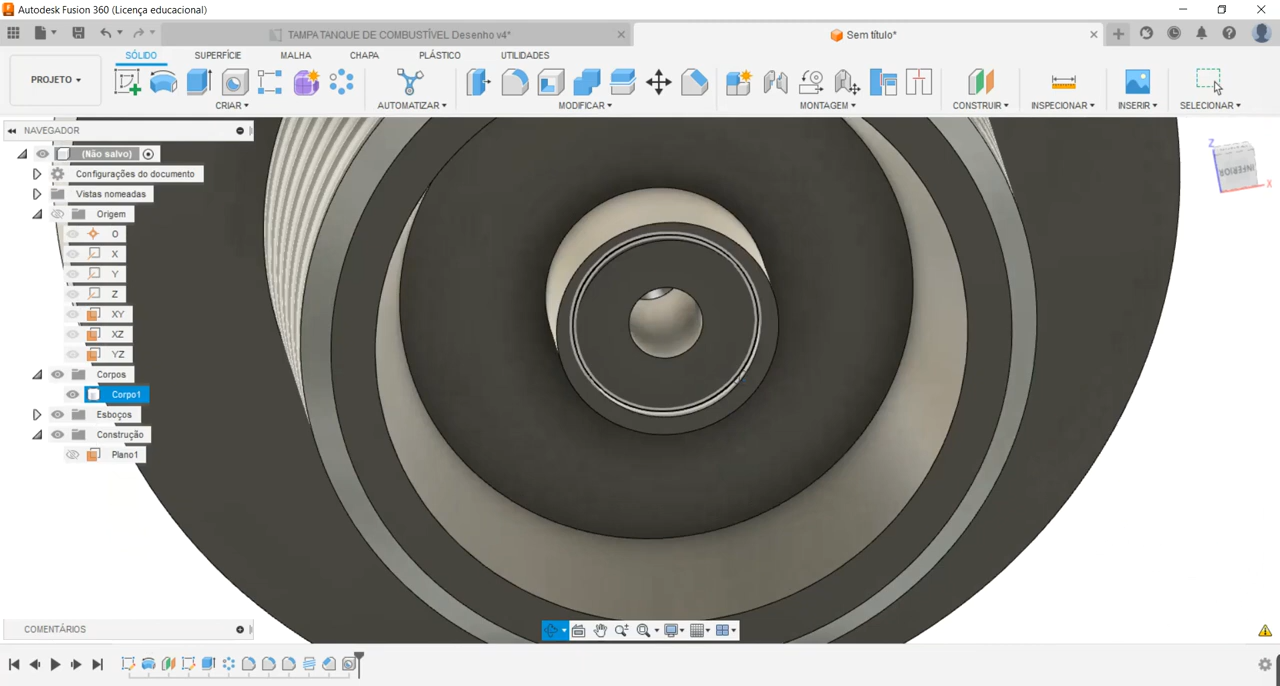 Autodesk Fusion 360 (Licença educacional)
TAMPA TANQUE DE COMBUSTÍVEL Desenho v4*
Sem título*
SÓLIDO SUPERFÍCIE MALHA CHAPA PLÁSTICO UTILIDADES
PROJETO
CRIAR AUTOMATIZAR MODIFICAR MONTAGEM CONSTRUIR INSPECIONAR INSERIR SELECIONAR
NAVEGADOR
(Não salvo)
Configurações do documento
Vistas nomeadas
Origem
O
X
Y
Z
XY
XZ
YZ
Corpos
Corpo1
Esboços
Construção
Plano1
Z
INFERIOR
X
COMENTÁRIOS